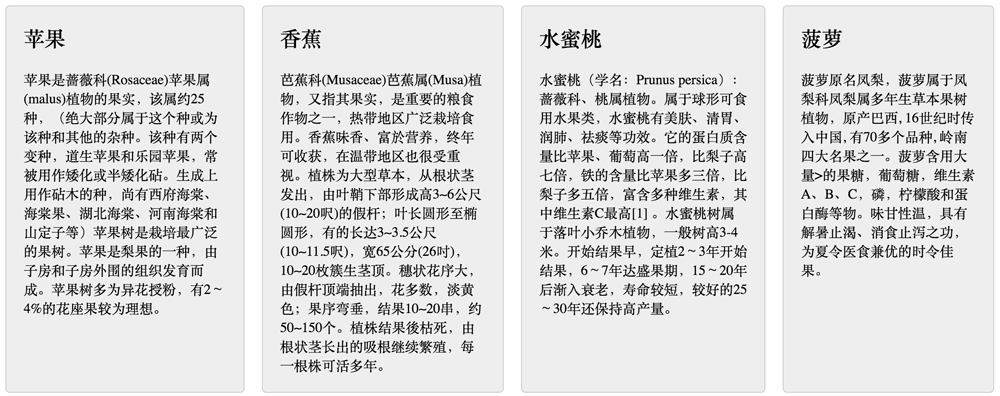 苹果
苹果是蔷薇科(Rosaceae)苹果属
(malus)植物的果实，该属约25
种，（绝大部分属于这个种或为
该种和其他的杂种。该种有两个
变种，道生苹果和乐园苹果，常
被用作矮化或半矮化砧。生成上
用作砧木的种，尚有西府海棠、
海棠果、湖北海棠、河南海棠和
山定子等）苹果树是栽培最广泛
的果树。苹果是梨果的一种，由
子房和子房外围的组织发育而
成。苹果树多为异花授粉，有2～
4%的花座果较为理想。
香蕉
芭蕉科(Musaceae)芭蕉属(Musa)植
物，又指其果实，是重要的粮食
作物之一，热带地区广泛栽培食
用。香蕉味香、富於营养，终年
可收获，在温带地区也很受重
视。植株为大型草本，从根状茎
发出，由叶鞘下部形成高3~6公尺
(10~20呎)的假杆；叶长圆形至椭
圆形，有的长达3~3.5公尺
(10~11.5呎)，宽65公分(26吋)，
10~20枚簇生茎顶。穗状花序大，
由假杆顶端抽出，花多数，淡黄
色；果序弯垂，结果10~20串，约
50~150个。植株结果後枯死，由
根状茎长出的吸根继续繁殖，每
一根株可活多年。
水蜜桃
水蜜桃（学名：Prunus persica）：
蔷薇科、桃属植物。属于球形可食
用水果类，水蜜桃有美肤、清胃、
润肺、祛痰等功效。它的蛋白质含
量比苹果、葡萄高一倍，比梨子高
七倍，铁的含量比苹果多三倍，比
梨子多五倍，富含多种维生素，其
中维生素C最高[1] 。水蜜桃树属
于落叶小乔木植物，一般树高3-4
米。开始结果早，定植2～3年开始
结果，6～7年达盛果期，15～20年
后渐入衰老，寿命较短，较好的25
～30年还保持高产量。
菠萝
菠萝原名凤梨，菠萝属于凤
梨科凤梨属多年生草本果树
植物，原产巴西,16世纪时传
入中国,有70多个品种,岭南
四大名果之一。菠萝含用大
量>的果糖，葡萄糖，维生素
A、B、C，磷，柠檬酸和蛋
白酶等物。味甘性温，具有
解暑止渴、消食止泻之功，
为夏令医食兼优的时令佳
果。